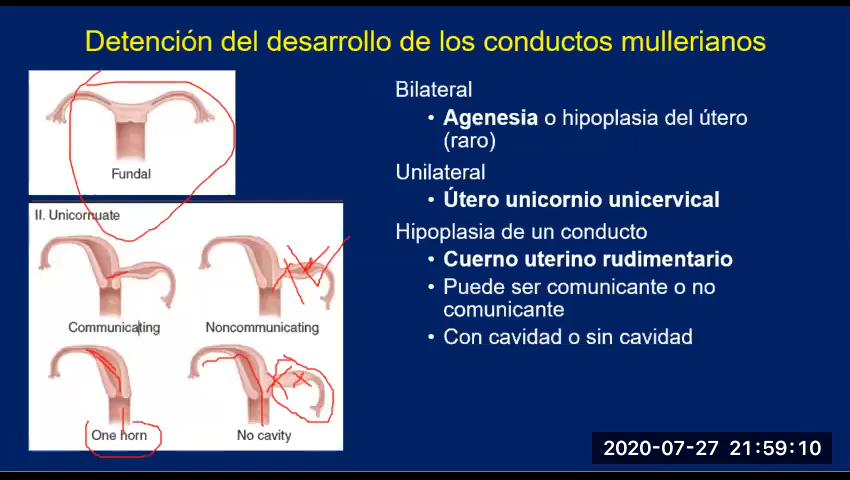 Detención del desarrollo de los conductos mullerianos
Fundal
II. Unicornuate
Communicating
Noncommunicating
One horn
No cavity
Bilateral
• Agenesia o hipoplasia del útero
(raro)
Unilateral
• Útero unicornio unicervical
Hipoplasia de un conducto
• Cuerno uterino rudimentario
• Puede ser comunicante o no
comunicante
• Con cavidad o sin cavidad
2020-07-27 21:59:10